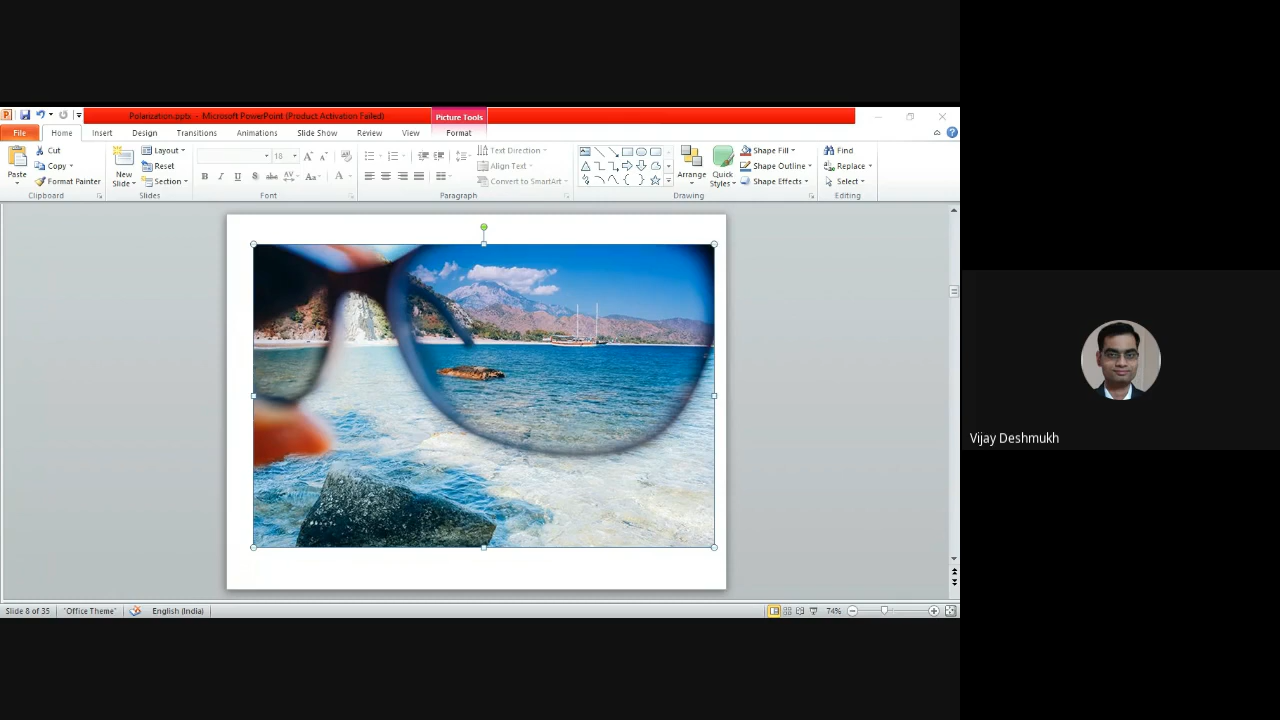 Polarization.pptx - Microsoft PowerPoint (Product Activation Failed)
Picture Tools
File Home Insert Design Transitions Animations Slide Show Review View Format
Paste
Cut
Copy
Format Painter
Clipboard
New Slide
Layout
Reset
Section
Slides
18
Font
Paragraph
Text Direction
Align Text
Convert to SmartArt
Arrange
Quick Styles
Shape Fill
Shape Outline
Shape Effects
Drawing
Find
Replace
Select
Editing
Vijay Deshmukh
Slide 8 of 35 "Office Theme" English (India) 74%